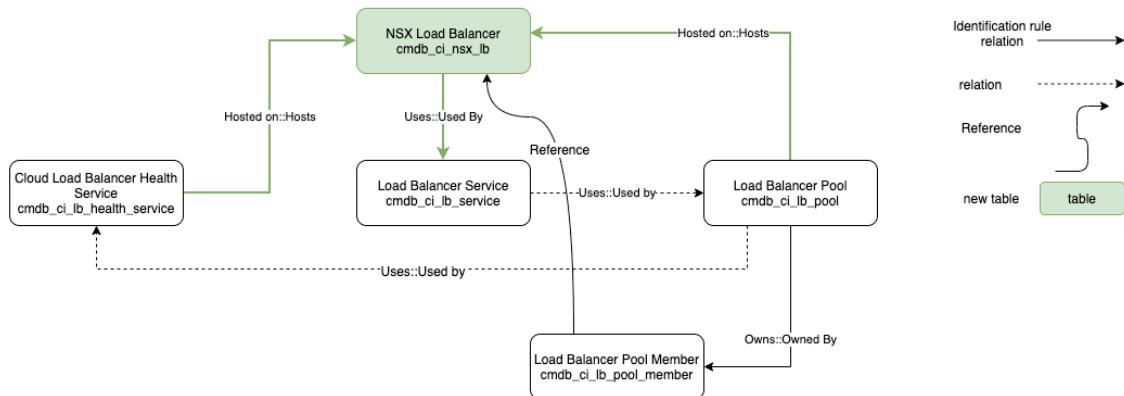 NSX Load Balancer
cmdb_ci_nsx_lb
Hosted on::Hosts
Identification rule
relation
Hosted on::Hosts
Uses::Used By
relation
Reference
Reference
Cloud Load Balancer Health
Service
cmdb_ci_lb_health_service
Load Balancer Service
cmdb_ci_lb_service
Uses::Used by
Load Balancer Pool
cmdb_ci_lb_pool
new table
table
Uses::Used by
Owns::Owned By
Load Balancer Pool Member
cmdb_ci_lb_pool_member